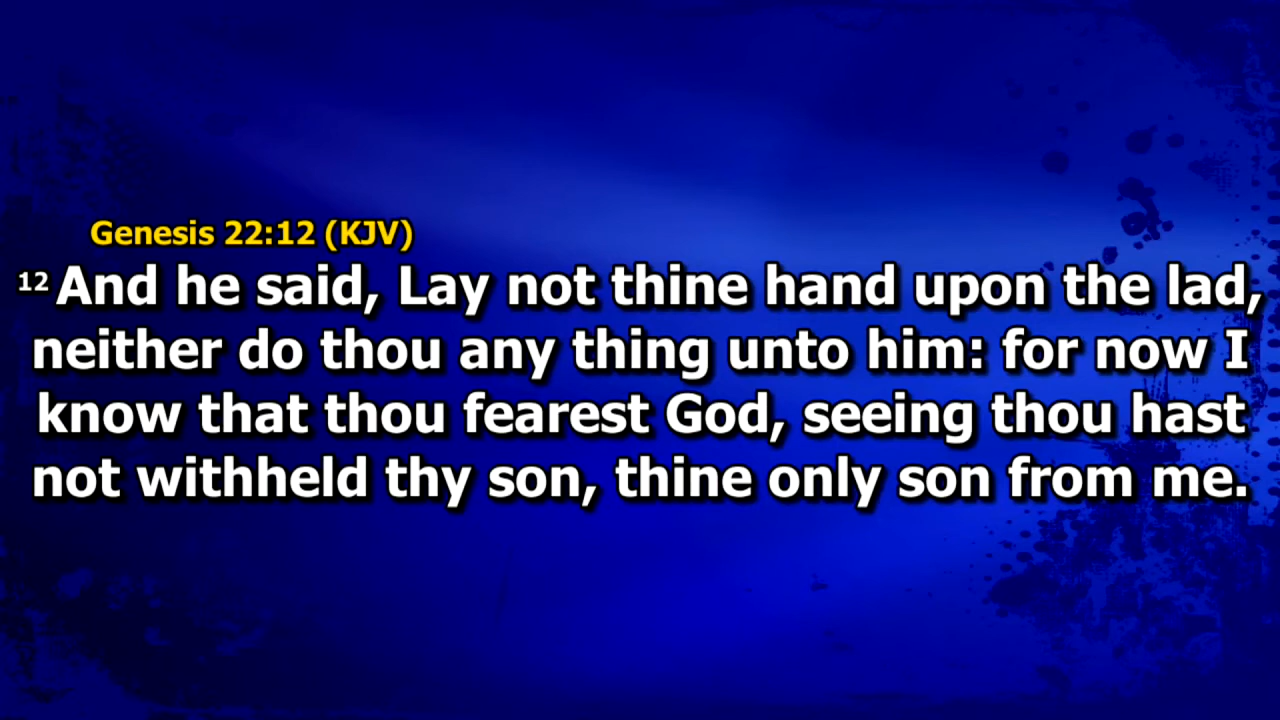 Genesis 22:12 (KJV)
12 And he said, Lay not thine hand upon the lad,
neither do thou any thing unto him: for now I
know that thou fearest God, seeing thou hast
not withheld thy son, thine only son from me.